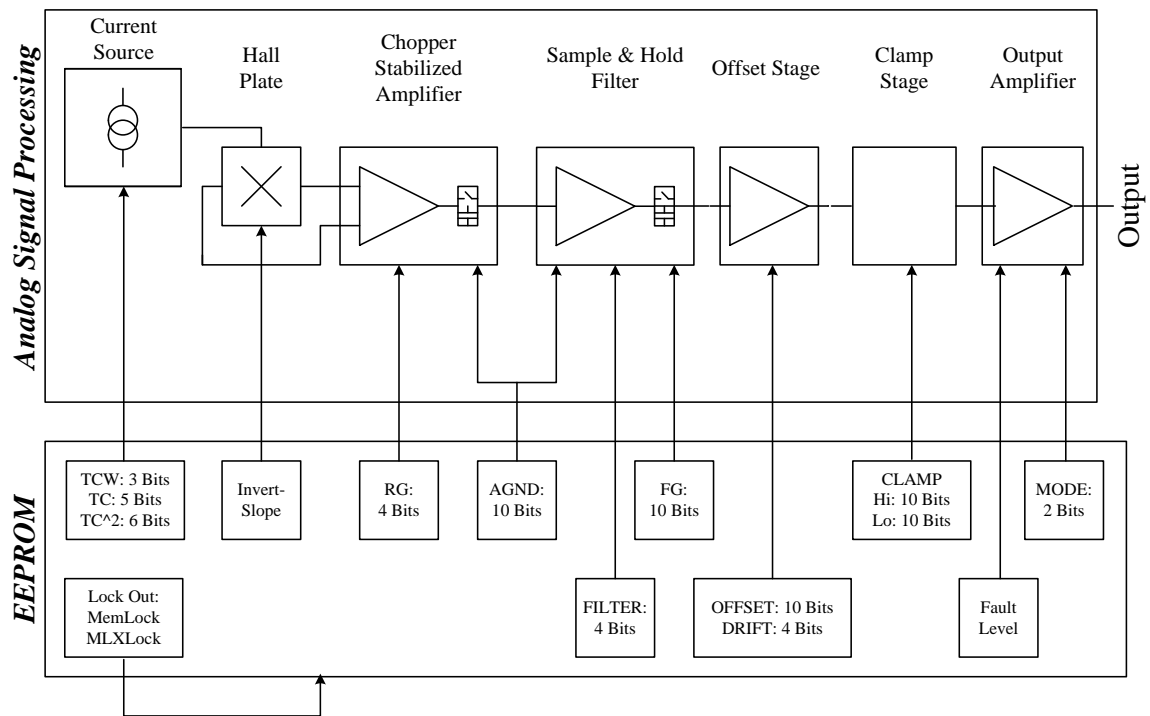 Analog Signal Processing
Current
Source
Hall
Plate
Chopper
Stabilized
Amplifier
Sample & Hold
Filter
Offset Stage
Clamp
Stage
Output
Amplifier
Output
EEPROM
TCW: 3 Bits
TC: 5 Bits
TC^2: 6 Bits
Invert-
Slope
RG:
4 Bits
AGND:
10 Bits
FG:
10 Bits
CLAMP
Hi: 10 Bits
Lo: 10 Bits
MODE:
2 Bits
Lock Out:
MemLock
MLXLock
FILTER:
4 Bits
OFFSET: 10 Bits
DRIFT: 4 Bits
Fault
Level